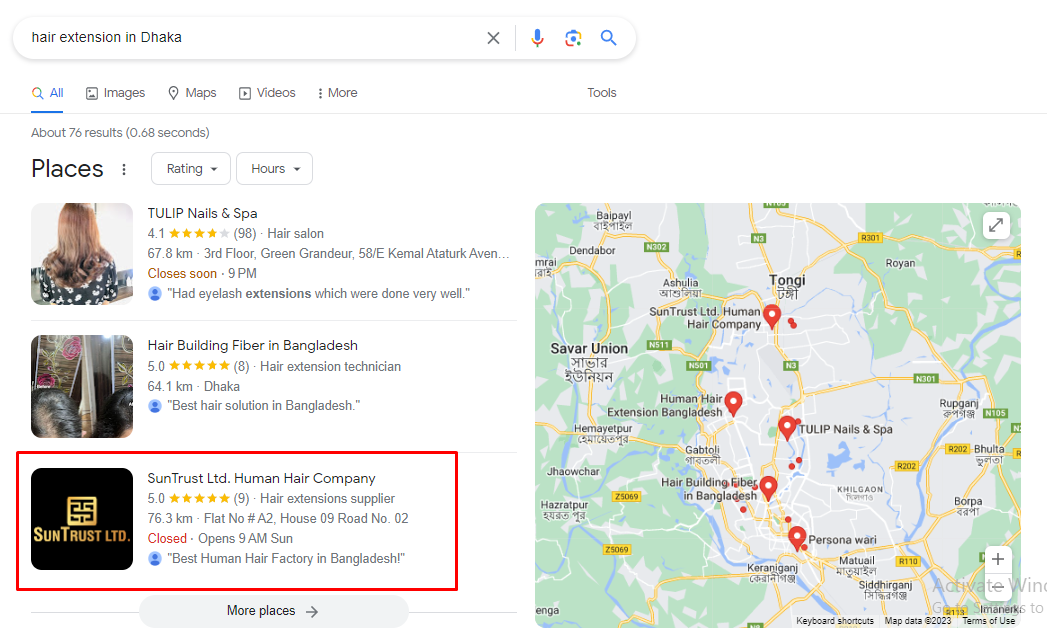 hair extension in Dhaka
All
Images
Maps
Videos
More
Tools
About 76 results (0.68 seconds)
Places
Rating
Hours
TULIP Nails & Spa
4.1 (98) · Hair salon
67.8 km · 3rd Floor, Green Grandeur, 58/E Kemal Ataturk Aven...
Closes soon · 9 PM
"Had eyelash extensions which were done very well."
Hair Building Fiber in Bangladesh
5.0 (8) · Hair extension technician
64.1 km · Dhaka
"Best hair solution in Bangladesh."
SUNTRUST LTD.
SunTrust Ltd. Human Hair Company
5.0 (9) · Hair extensions supplier
76.3 km · Flat No # A2, House 09 Road No. 02
Closed · Opens 9 AM Sun
"Best Human Hair Factory in Bangladesh!"
More places
Baipayl
বাইপাইল
N302
N3
R301
Dendabor
Royan
Ashulia
আশুলিয়া
Tongi
টঙ্গী
SunTrust Ltd. Human
Hair Company
N511
Savar Union
সাভার
ইউনিয়ন
N501
N3
N301
Human Hair
Extension Bangladesh
Rupganj
রূপগঞ্জ
N105
Hemayetpur
হেমায়েতপুর
TULIP Nails & Spa
Gabtoli
গাবতলী
R202
Bhulta
ভুলতা
R202
Jhaowchar
Hair Building Fiber
in Bangladesh
KHILGAON
খিলগাঁও
Z5069
Hazratpur
হযরত পুর
Borpa
বরপা
Persona wari
Z5069
Matuail
মাতুয়াইল
R110
Keraniganj
কেরানীগঞ্জ
Siddhirganj
সিদ্ধিরগঞ্জ
R113
enga
Activate Win
Go to Settings to
Keyboard shortcuts
Map data ©2023
Terms of Use